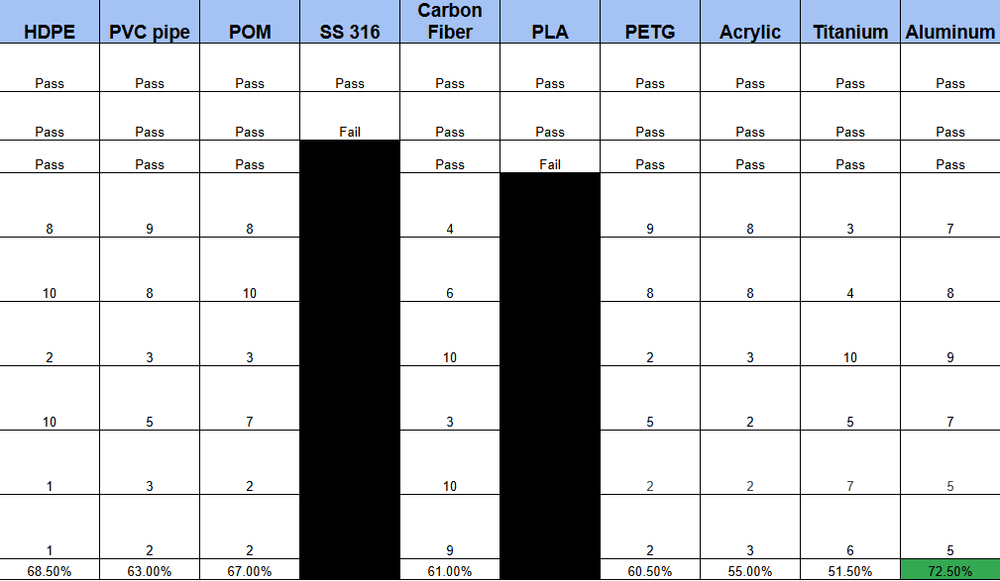 HDPE PVC pipe POM SS 316 Carbon Fiber PLA PETG Acrylic Titanium Aluminum
Pass Pass Pass Pass Pass Pass Pass Pass Pass Pass
Pass Pass Pass Fail Pass Pass Pass Pass Pass Pass
Pass Pass Pass Pass Fail Pass Pass Pass Pass
8 9 8 4 9 8 3 7
10 8 10 6 8 8 4 8
2 3 3 10 2 3 10 9
10 5 7 3 5 2 5 7
1 3 2 10 2 2 7 5
1 2 2 9 2 3 6 5
68.50% 63.00% 67.00% 61.00% 60.50% 55.00% 51.50% 72.50%